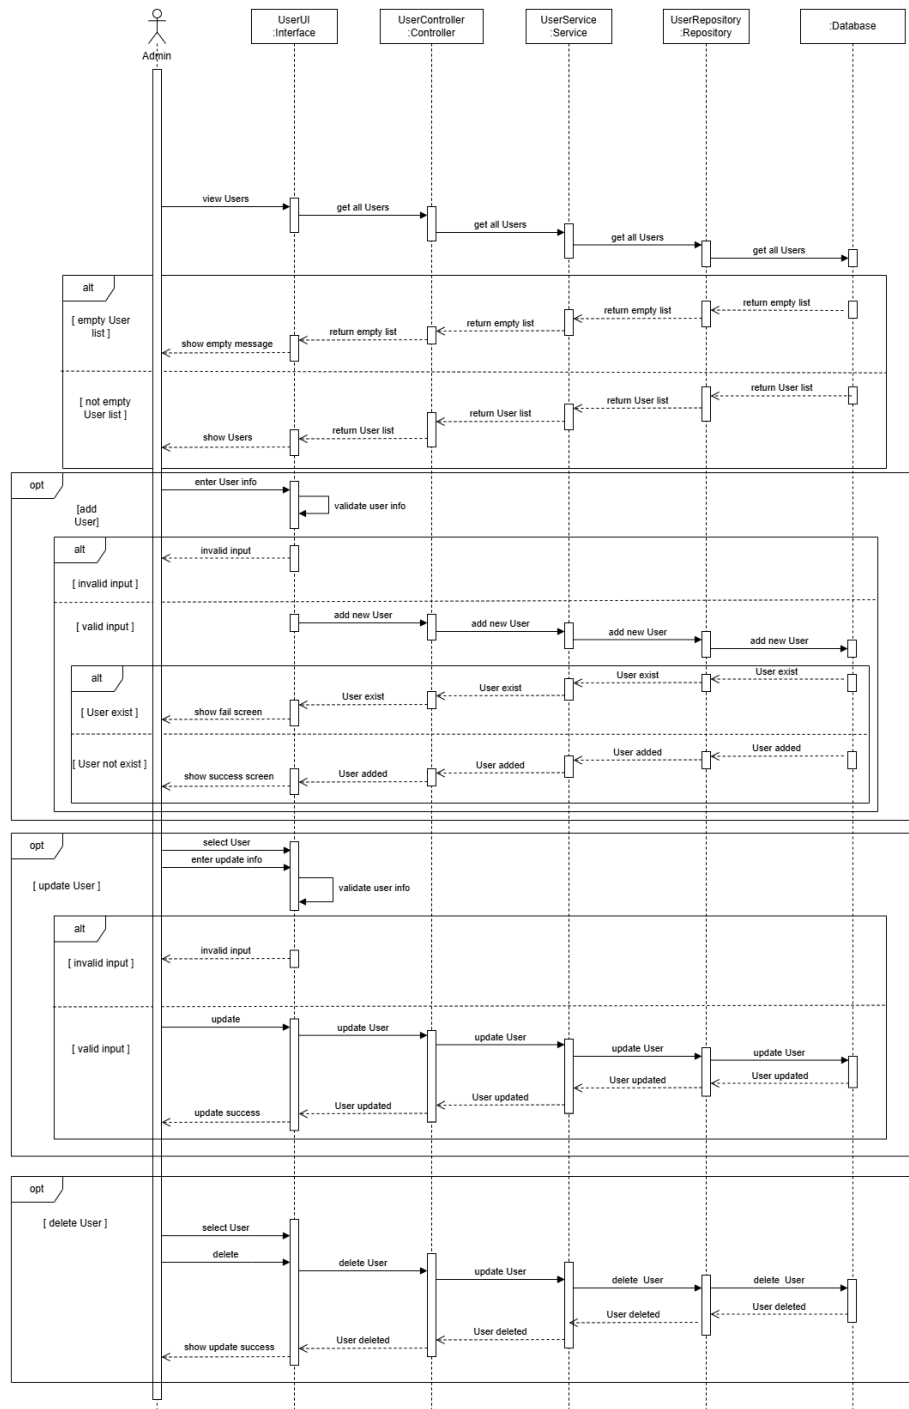 UserUI
:Interface
UserController
:Controller
UserService
:Service
UserRepository
:Repository
:Database
Admin
view Users
get all Users
get all Users
get all Users
get all Users
alt
[ empty User
list ]
return empty list
return empty list
return empty list
return empty list
show empty message
[ not empty
User list ]
return User list
return User list
return User list
return User list
show Users
opt
[add
User]
enter User info
validate user info
alt
[ invalid input ]
invalid input
[ valid input ]
add new User
add new User
add new User
add new User
alt
[ User exist ]
User exist
User exist
User exist
User exist
show fail screen
[ User not exist ]
User added
User added
User added
User added
show success screen
opt
[ update User ]
select User
enter update info
validate user info
alt
[ invalid input ]
invalid input
[ valid input ]
update
update User
update User
update User
update User
User updated
User updated
User updated
User updated
update success
opt
[ delete User ]
select User
delete
delete User
update User
delete  User
delete  User
User deleted
User deleted
User deleted
User deleted
show update success